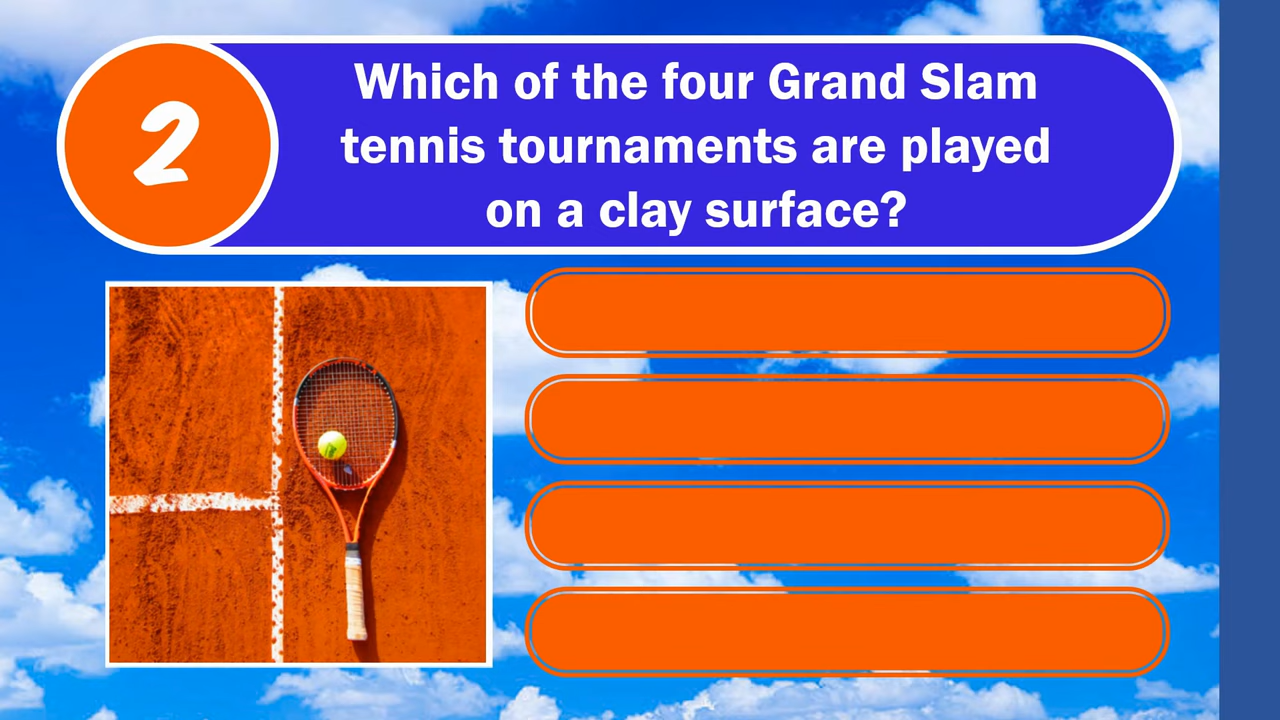 2
Which of the four Grand Slam
tennis tournaments are played
on a clay surface?